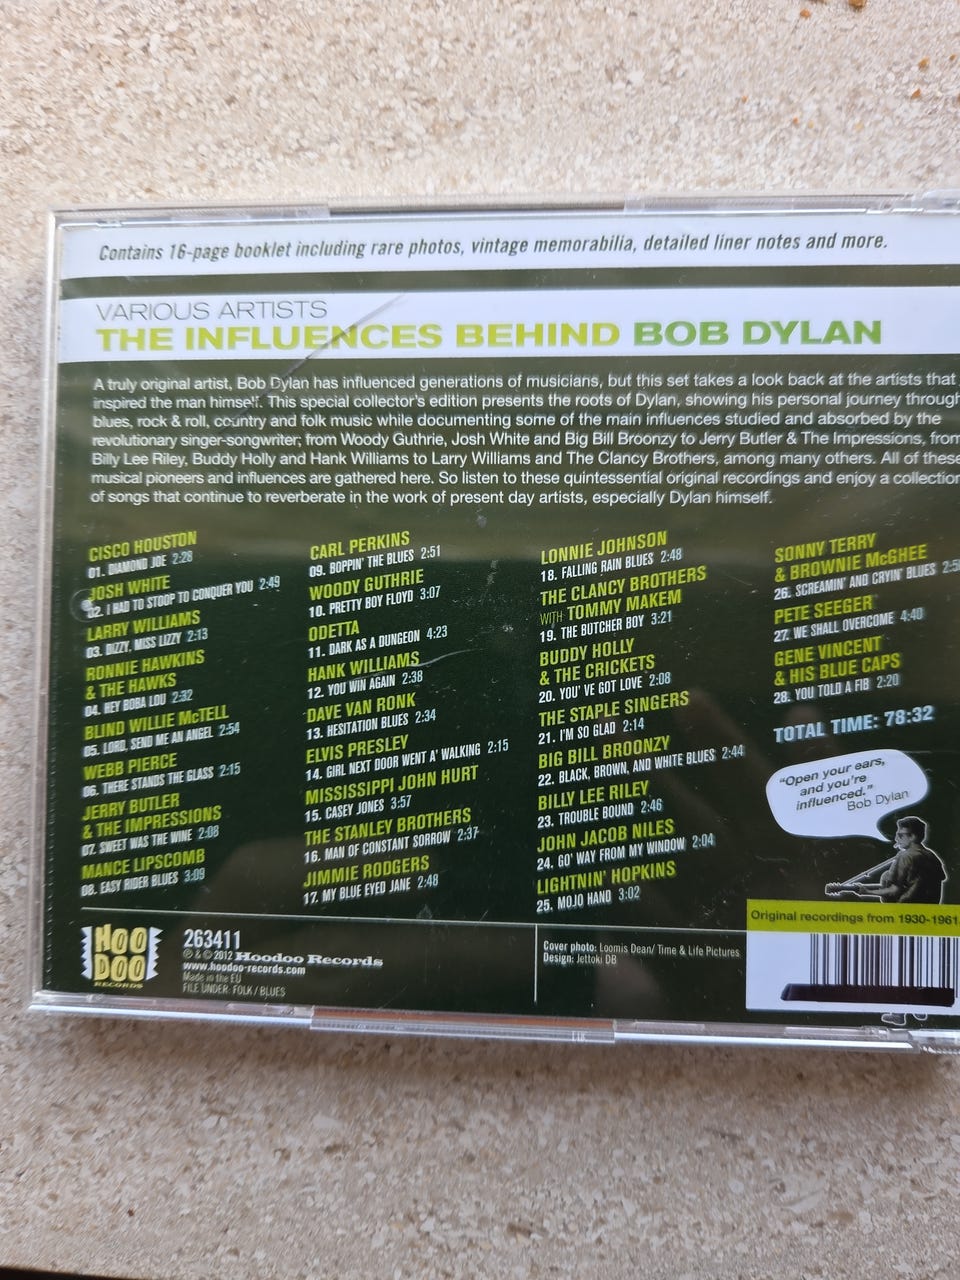 Contains 16-page booklet including rare photos, vintage memorabilia, detailed liner notes and more.
VARIOUS ARTISTS
THE INFLUENCES BEHIND BOB DYLAN
A truly original artist, Bob Dylan has influenced generations of musicians, but this set takes a look back at the artists that
inspired the man himself. This special collector's edition presents the roots of Dylan, showing his personal journey through
blues, rock & roll, country and folk music while documenting some of the main influences studied and absorbed by the
revolutionary singer-songwriter; from Woody Guthrie, Josh White and Big Bill Broonzy to Jerry Butler & The Impressions, from
Billy Lee Riley, Buddy Holly and Hank Williams to Larry Williams and The Clancy Brothers, among many others. All of these
musical pioneers and influences are gathered here. So listen to these quintessential original recordings and enjoy a collection
of songs that continue to reverberate in the work of present day artists, especially Dylan himself.
CISCO HOUSTON
01. DIAMOND JOE 2:28
JOSH WHITE
02. I HAD TO STOOP TO CONQUER YOU 2:49
LARRY WILLIAMS
03. DIZZY, MISS LIZZY 2:13
RONNIE HAWKINS
& THE HAWKS
04. HEY BOBA LOU 2:32
BLIND WILLIE McTELL
05. LORD, SEND ME AN ANGEL 2:54
WEBB PIERCE
06. THERE STANDS THE GLASS 2:15
JERRY BUTLER
& THE IMPRESSIONS
07. SWEET WAS THE WINE 2:08
MANCE LIPSCOMB
08. EASY RIDER BLUES 3:09
CARL PERKINS
09. BOPPIN' THE BLUES 2:51
WOODY GUTHRIE
10. PRETTY BOY FLOYD 3:07
ODETTA
11. DARK AS A DUNGEON 4:23
HANK WILLIAMS
12. YOU WIN AGAIN 2:38
DAVE VAN RONK
13. HESITATION BLUES 2:34
ELVIS PRESLEY
14. GIRL NEXT DOOR WENT A' WALKING 2:15
MISSISSIPPI JOHN HURT
15. CASEY JONES 3:57
THE STANLEY BROTHERS
16. MAN OF CONSTANT SORROW 2:37
JIMMIE RODGERS
17. MY BLUE EYED JANE 2:48
LONNIE JOHNSON
18. FALLING RAIN BLUES 2:48
THE CLANCY BROTHERS
WITH TOMMY MAKEM
19. THE BUTCHER BOY 3:21
BUDDY HOLLY
& THE CRICKETS
20. YOU'VE GOT LOVE 2:08
THE STAPLE SINGERS
21. I'M SO GLAD 2:14
BIG BILL BROONZY
22. BLACK, BROWN, AND WHITE BLUES 2:44
BILLY LEE RILEY
23. TROUBLE BOUND 2:46
JOHN JACOB NILES
24. GO' WAY FROM MY WINDOW 2:04
LIGHTNIN' HOPKINS
25. MOJO HAND 3:02
SONNY TERRY
& BROWNIE McGHEE
26. SCREAMIN' AND CRYIN' BLUES
PETE SEEGER
27. WE SHALL OVERCOME 4:40
GENE VINCENT
& HIS BLUE CAPS
28. YOU TOLD A FIB 2:20
TOTAL TIME: 78:32
"Open your ears,
and you're
influenced."
Bob Dylan
Original recordings from 1930-1961
HOO
DOO
RECORDS
263411
℗ & © 2012 Hoodoo Records
www.hoodoo-records.com
Made in the EU
FILE UNDER: FOLK / BLUES
Cover photo: Loomis Dean/ Time & Life Pictures
Design: Jettoki DB